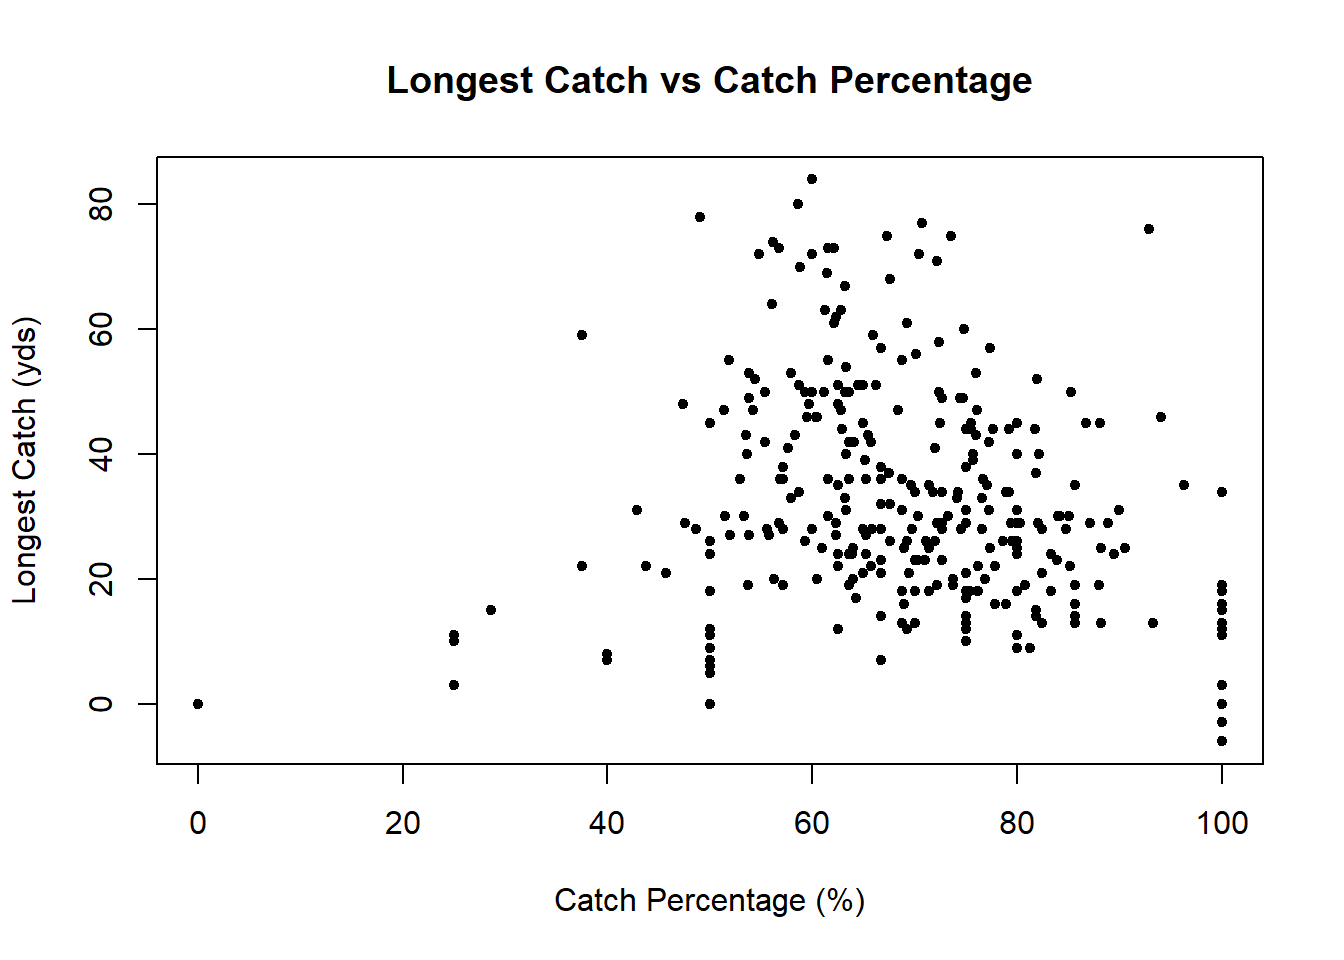 Longest Catch vs Catch Percentage
80
60
40
20
0
Longest Catch (yds)
0 20 40 60 80 100
Catch Percentage (%)